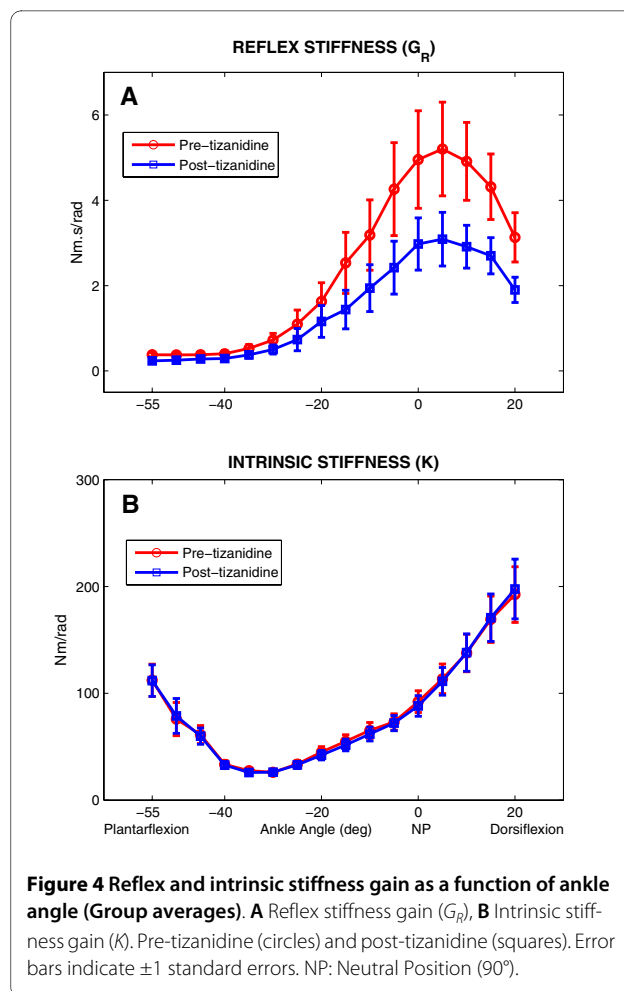 REFLEX STIFFNESS (G_R)
A
Pre-tizanidine
Post-tizanidine
Nm.s/rad
6
4
2
0
−55 −40 −20 0 20
INTRINSIC STIFFNESS (K)
B
Pre-tizanidine
Post-tizanidine
Nm/rad
300
200
100
0
−55 −40 −20 0 20
Plantarflexion Ankle Angle (deg) NP Dorsiflexion
Figure 4 Reflex and intrinsic stiffness gain as a function of ankle
angle (Group averages). A Reflex stiffness gain (G_R), B Intrinsic stiff-
ness gain (K). Pre-tizanidine (circles) and post-tizanidine (squares). Error
bars indicate ±1 standard errors. NP: Neutral Position (90°).